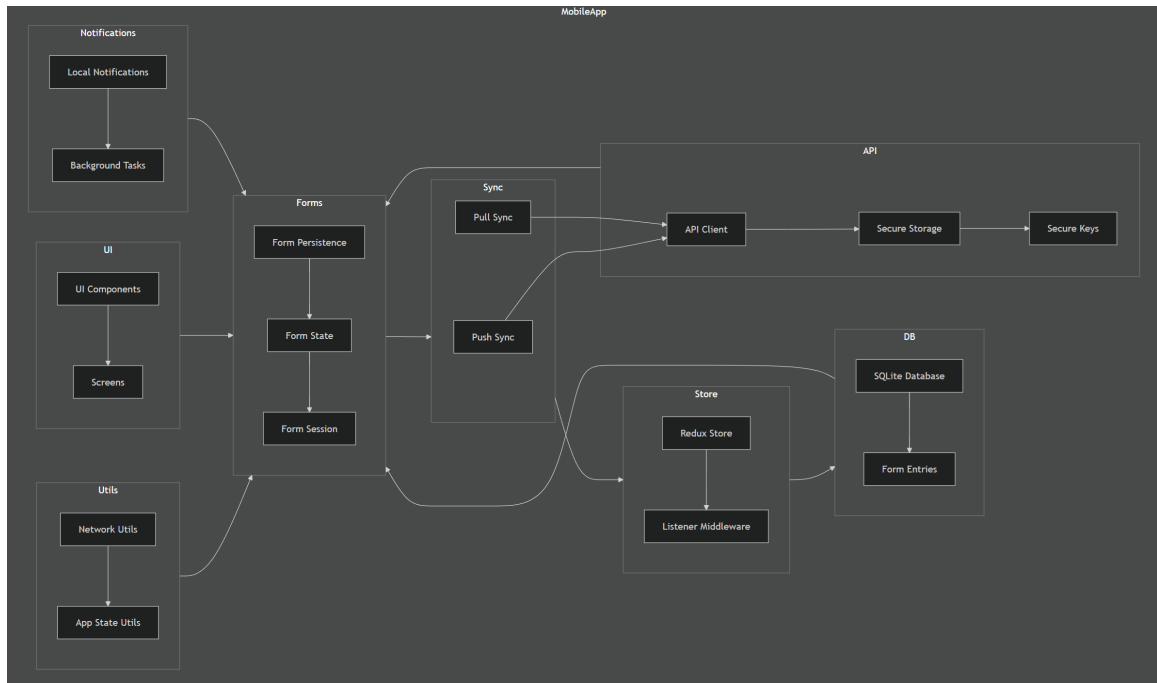 MobileApp
Notifications
Local Notifications
Background Tasks
UI
UI Components
Screens
Utils
Network Utils
App State Utils
Forms
Form Persistence
Form State
Form Session
Sync
Pull Sync
Push Sync
API
API Client
Secure Storage
Secure Keys
Store
Redux Store
Listener Middleware
DB
SQLite Database
Form Entries